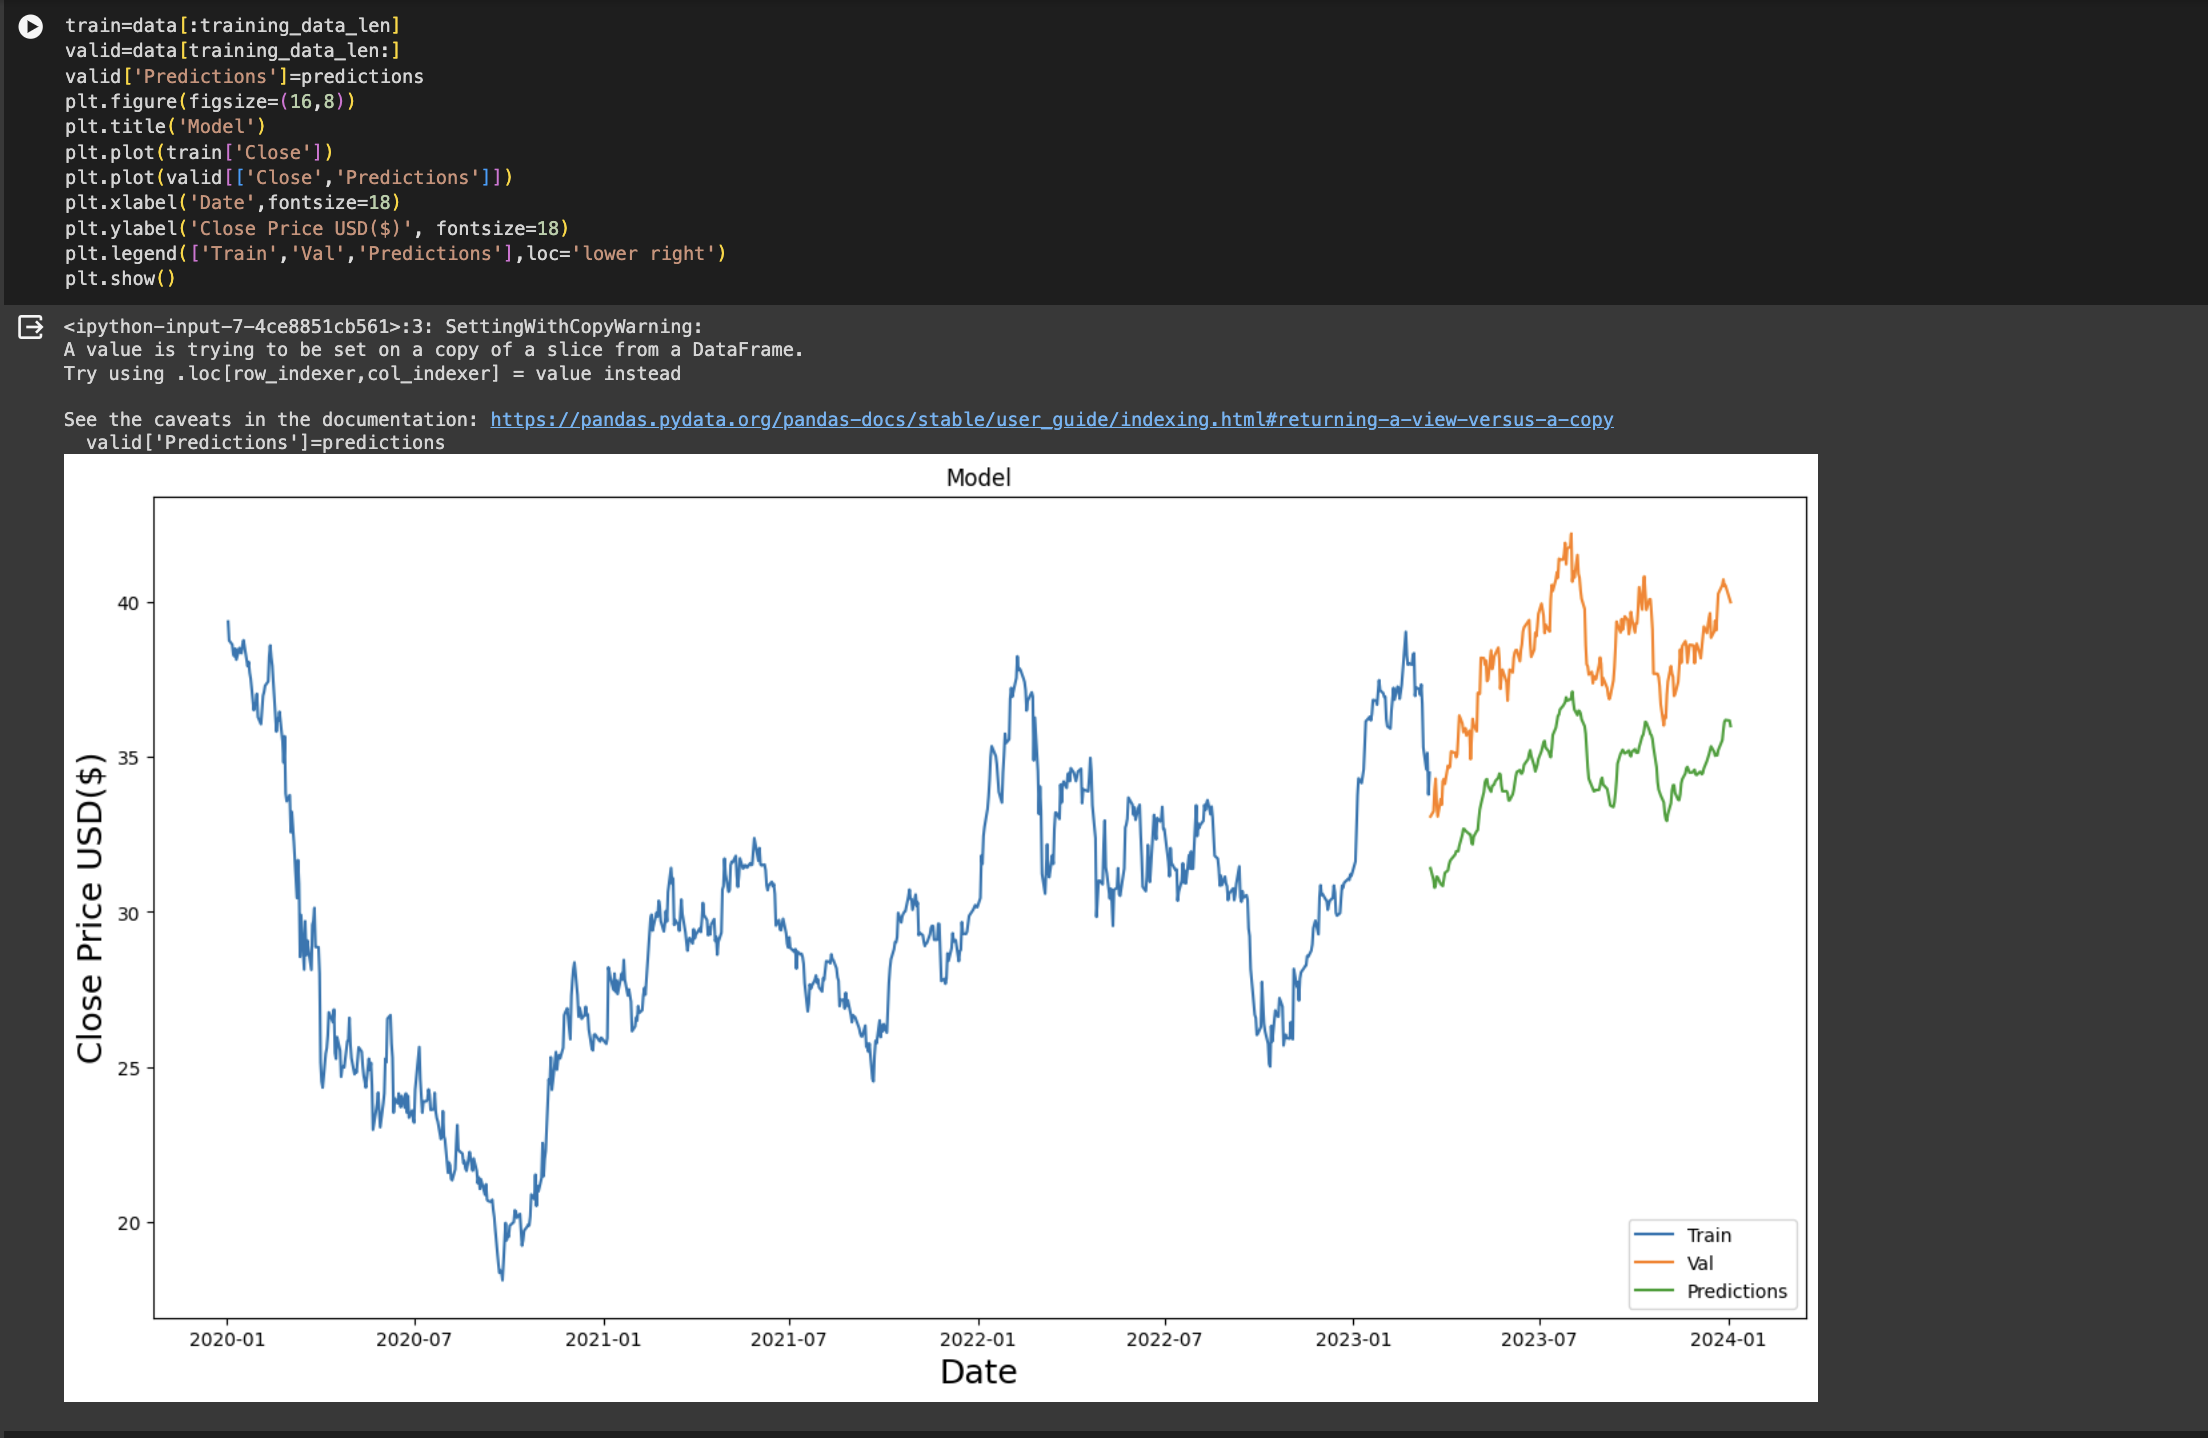 train=data[:training_data_len]
valid=data[training_data_len:]
valid['Predictions']=predictions
plt.figure(figsize=(16,8))
plt.title('Model')
plt.plot(train['Close'])
plt.plot(valid[['Close','Predictions']])
plt.xlabel('Date',fontsize=18)
plt.ylabel('Close Price USD($)', fontsize=18)
plt.legend(['Train','Val','Predictions'],loc='lower right')
plt.show()
<ipython-input-7-4ce8851cb561>:3: SettingWithCopyWarning:
A value is trying to be set on a copy of a slice from a DataFrame.
Try using .loc[row_indexer,col_indexer] = value instead
See the caveats in the documentation: https://pandas.pydata.org/pandas-docs/stable/user_guide/indexing.html#returning-a-view-versus-a-copy
valid['Predictions']=predictions
Model
Close Price USD($)
40
35
30
25
20
Train
Val
Predictions
2020-01 2020-07 2021-01 2021-07 2022-01 2022-07 2023-01 2023-07 2024-01
Date